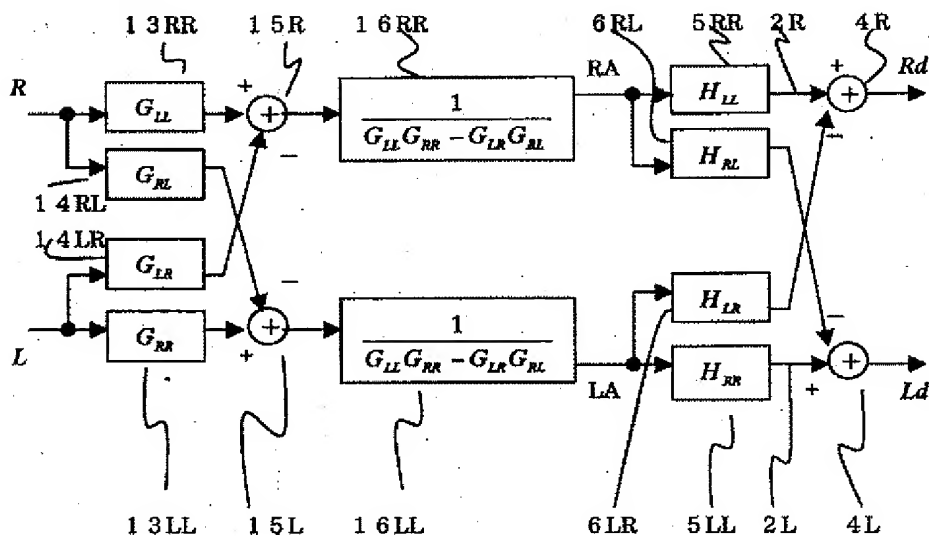 13RR 15R 16RR 6RL 5RR 2R 4R
R G_LL + + 1 / (G_LL G_RR − G_LR G_RL) RA H_LL + + Rd
− −
G_RL H_RL
14RL
14LR
G_LR − H_LR −
L G_RR + + 1 / (G_LL G_RR − G_LR G_RL) LA H_RR + + Ld
13LL 15L 16LL 6LR 5LL 2L 4L